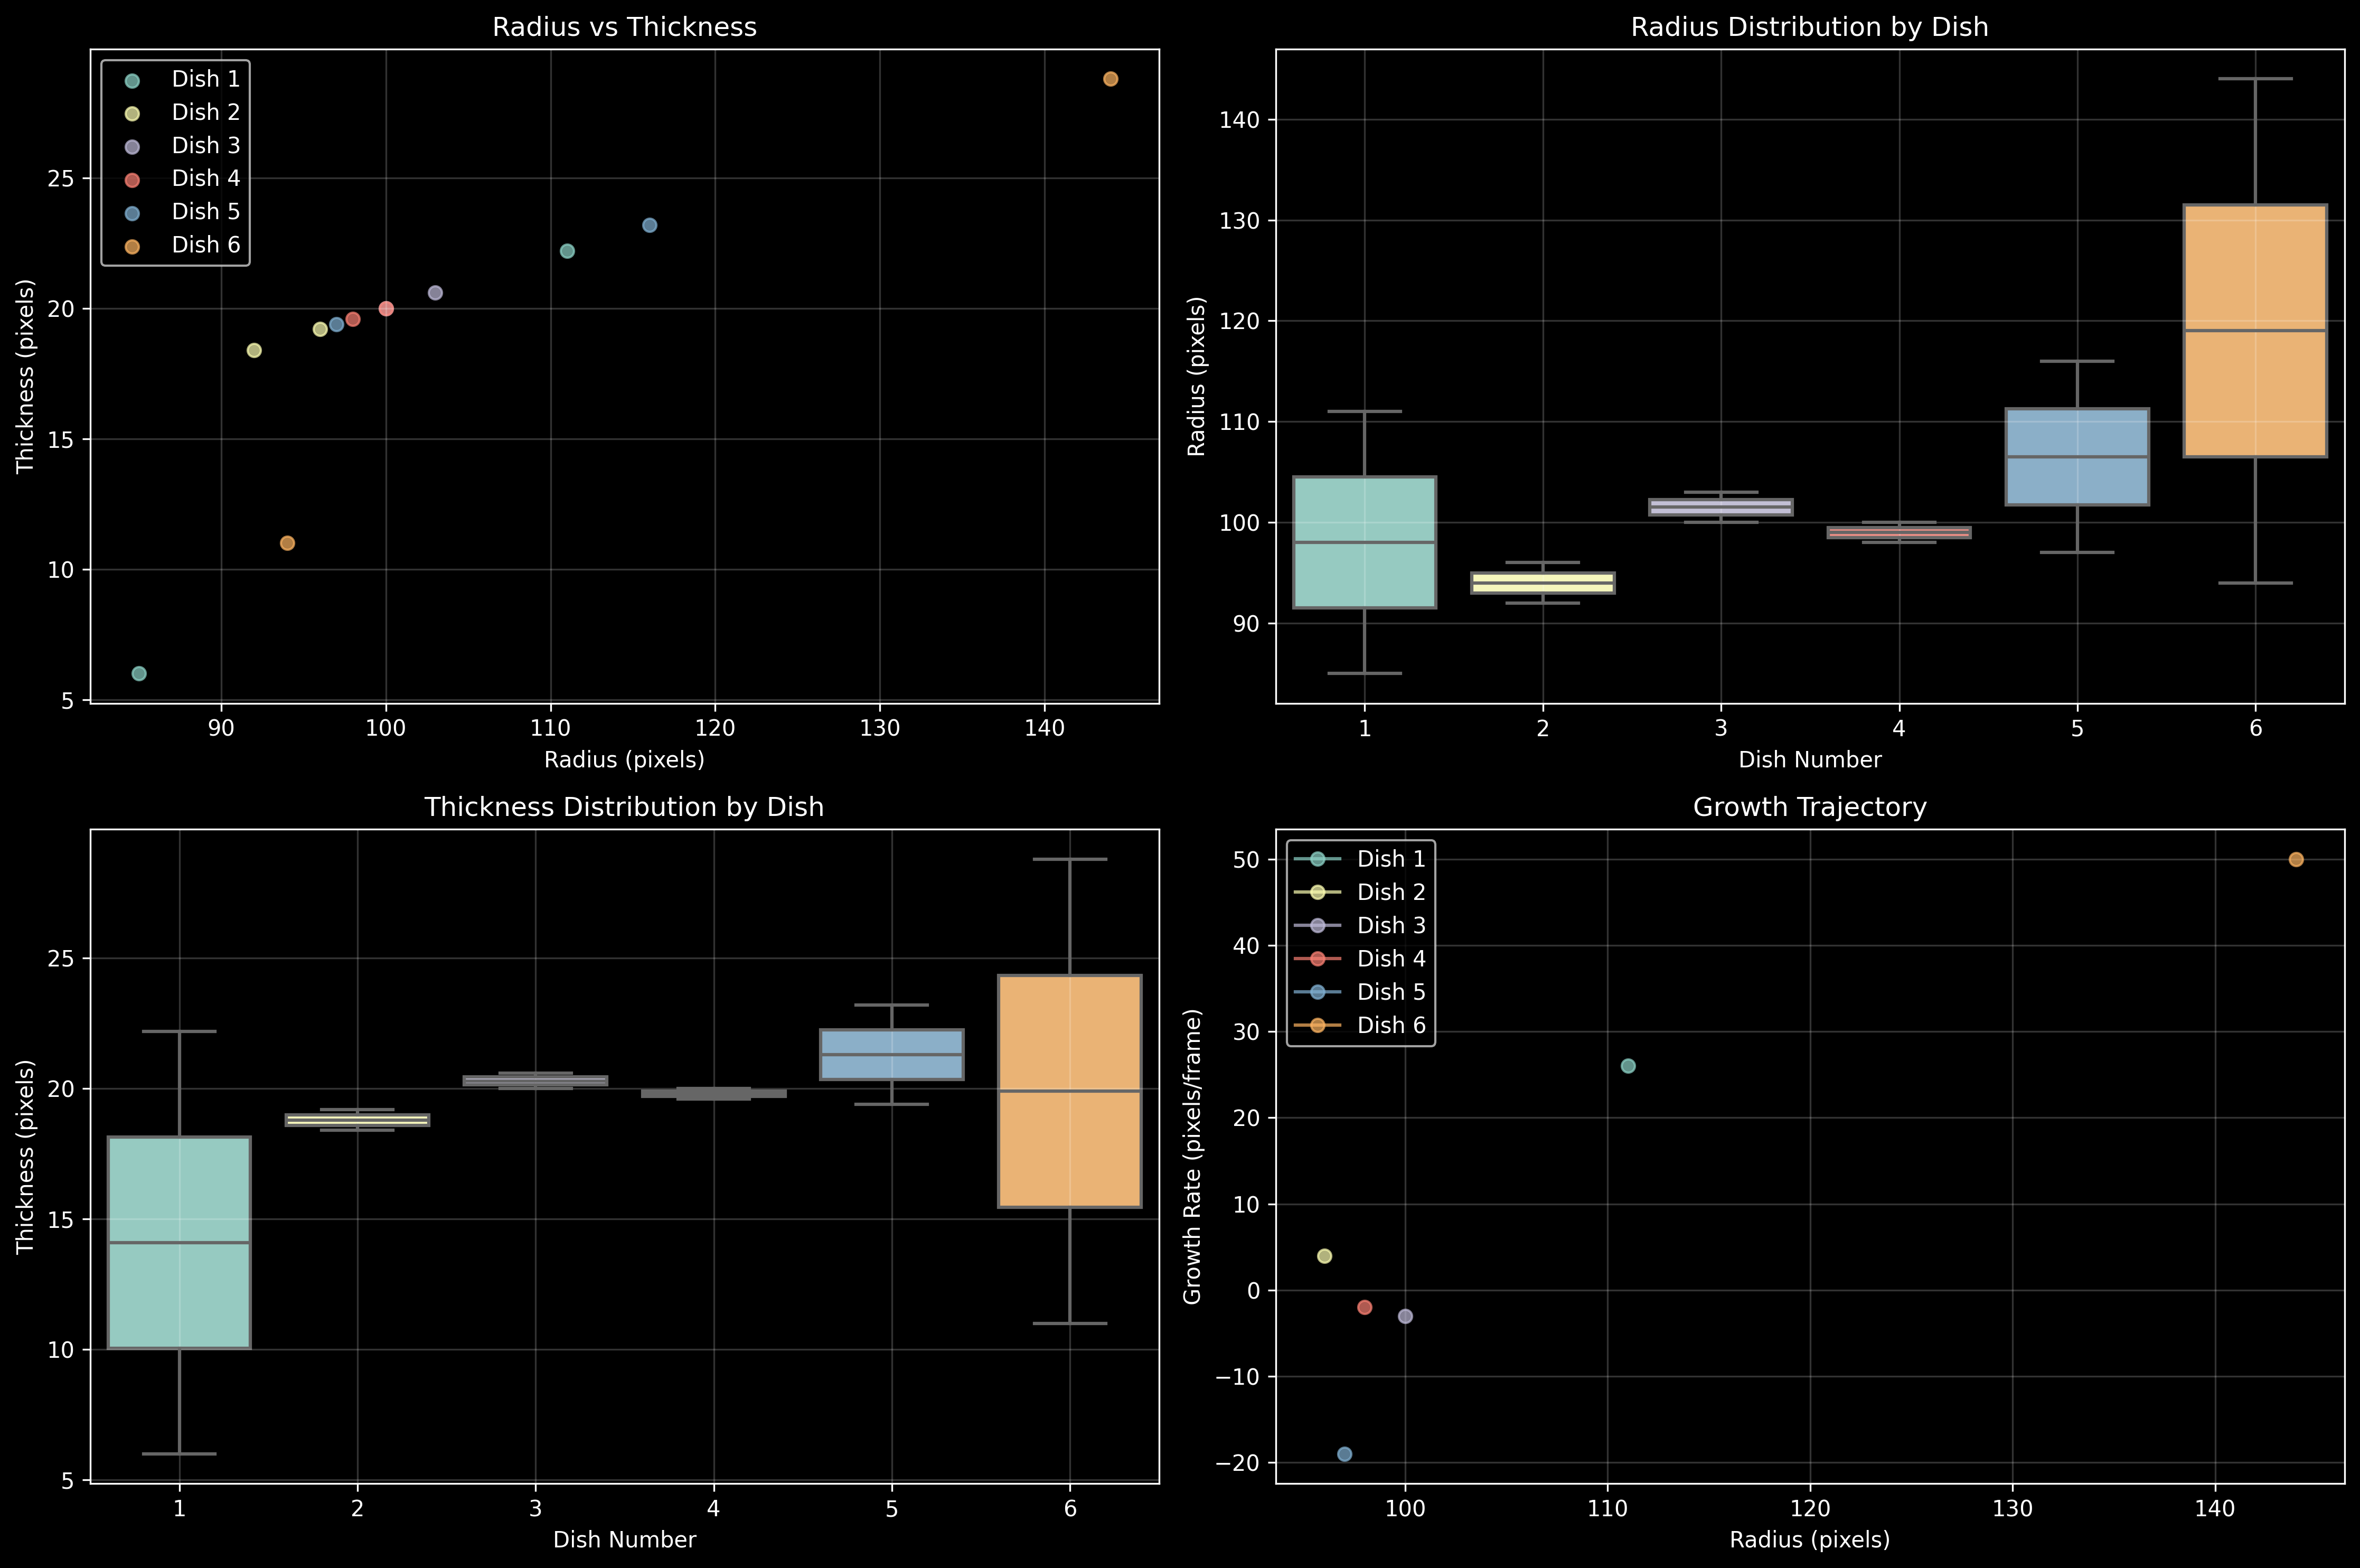 Radius vs Thickness
Dish 1
Dish 2
Dish 3
Dish 4
Dish 5
Dish 6
25
20
15
10
5
Thickness (pixels)
90 100 110 120 130 140
Radius (pixels)
Radius Distribution by Dish
140
130
120
110
100
90
Radius (pixels)
1 2 3 4 5 6
Dish Number
Thickness Distribution by Dish
25
20
15
10
5
Thickness (pixels)
1 2 3 4 5 6
Dish Number
Growth Trajectory
Dish 1
Dish 2
Dish 3
Dish 4
Dish 5
Dish 6
50
40
30
20
10
0
−10
−20
Growth Rate (pixels/frame)
100 110 120 130 140
Radius (pixels)